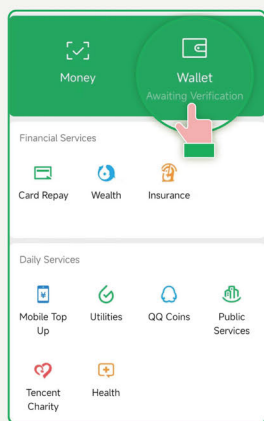 Money
Wallet
Awaiting Verification
Financial Services
Card Repay
Wealth
Insurance
Daily Services
Mobile Top
Up
Utilities
QQ Coins
Public
Services
Tencent
Charity
Health